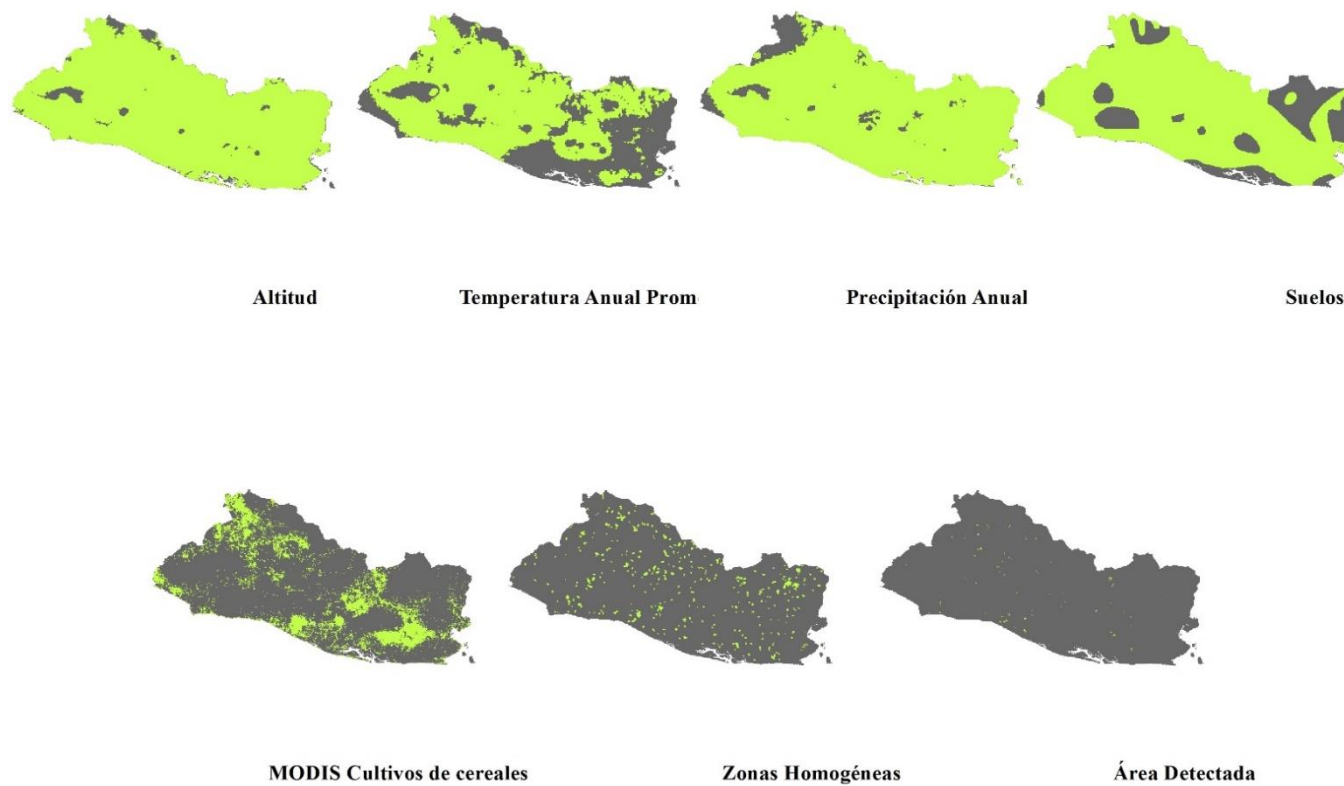 Altitud
Temperatura Anual Prom
Precipitación Anual
Suelos
MODIS Cultivos de cereales
Zonas Homogéneas
Área Detectada